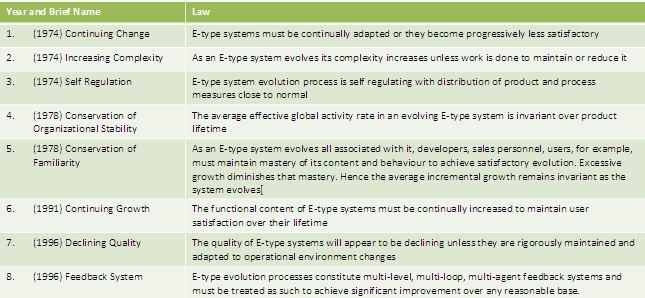 Year and Brief Name Law
1. (1974) Continuing Change E-type systems must be continually adapted or they become progressively less satisfactory
2. (1974) Increasing Complexity As an E-type system evolves its complexity increases unless work is done to maintain or reduce it
3. (1974) Self Regulation E-type system evolution process is self regulating with distribution of product and process
measures close to normal
4. (1978) Conservation of
Organizational Stability
The average effective global activity rate in an evolving E-type system is invariant over product
lifetime
5. (1978) Conservation of
Familiarity
As an E-type system evolves all associated with it, developers, sales personnel, users, for example,
must maintain mastery of its content and behaviour to achieve satisfactory evolution. Excessive
growth diminishes that mastery. Hence the average incremental growth remains invariant as the
system evolves[
6. (1991) Continuing Growth The functional content of E-type systems must be continually increased to maintain user
satisfaction over their lifetime
7. (1996) Declining Quality The quality of E-type systems will appear to be declining unless they are rigorously maintained and
adapted to operational environment changes
8. (1996) Feedback System E-type evolution processes constitute multi-level, multi-loop, multi-agent feedback systems and
must be treated as such to achieve significant improvement over any reasonable base.